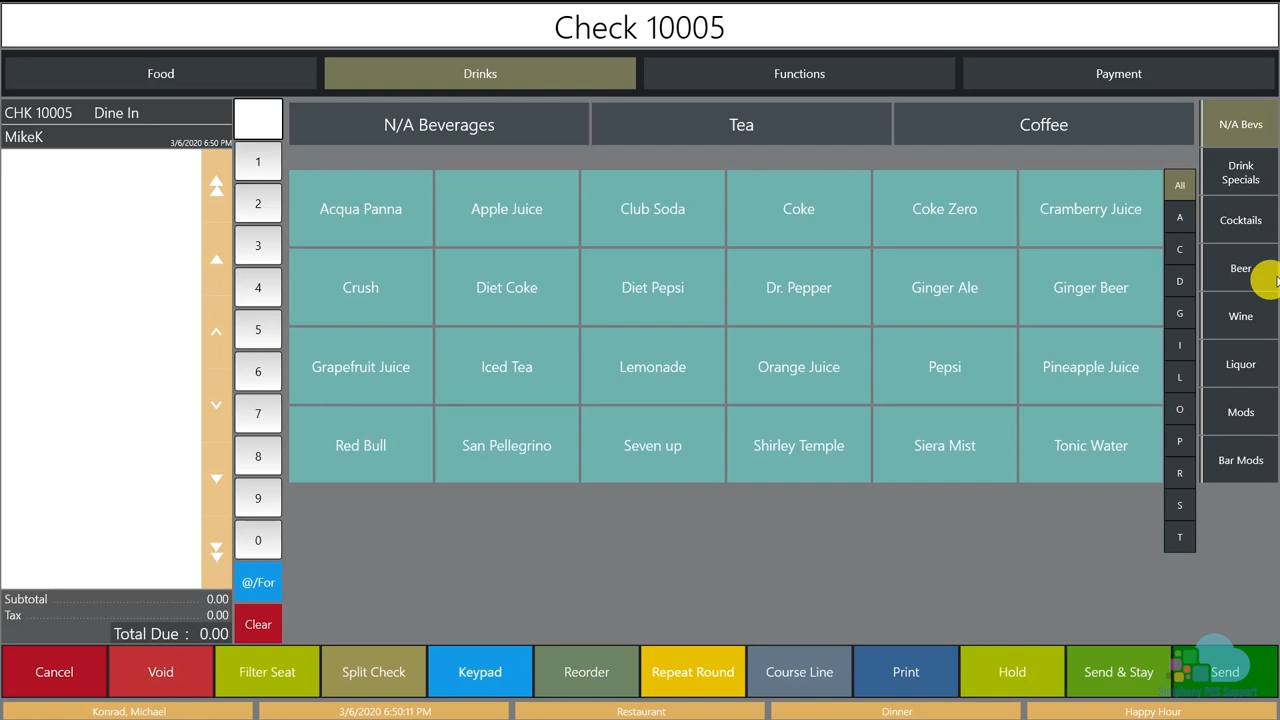 Check 10005
Food Drinks Functions Payment
CHK 10005 Dine In
MikeK
3/6/2020 6:50 PM
1
2
3
4
5
6
7
8
9
0
@/For
Clear
N/A Beverages Tea Coffee
Acqua Panna Apple Juice Club Soda Coke Coke Zero Cramberry Juice
Crush Diet Coke Diet Pepsi Dr. Pepper Ginger Ale Ginger Beer
Grapefruit Juice Iced Tea Lemonade Orange Juice Pepsi Pineapple Juice
Red Bull San Pellegrino Seven up Shirley Temple Siera Mist Tonic Water
All
A
C
D
G
I
L
O
P
R
S
T
N/A Bevs
Drink
Specials
Cocktails
Beer
Wine
Liquor
Mods
Bar Mods
Subtotal 0.00
Tax 0.00
Total Due : 0.00
Cancel Void Filter Seat Split Check Keypad Reorder Repeat Round Course Line Print Hold Send & Stay Send
Konrad, Michael 3/6/2020 6:50:11 PM Restaurant Dinner Happy Hour